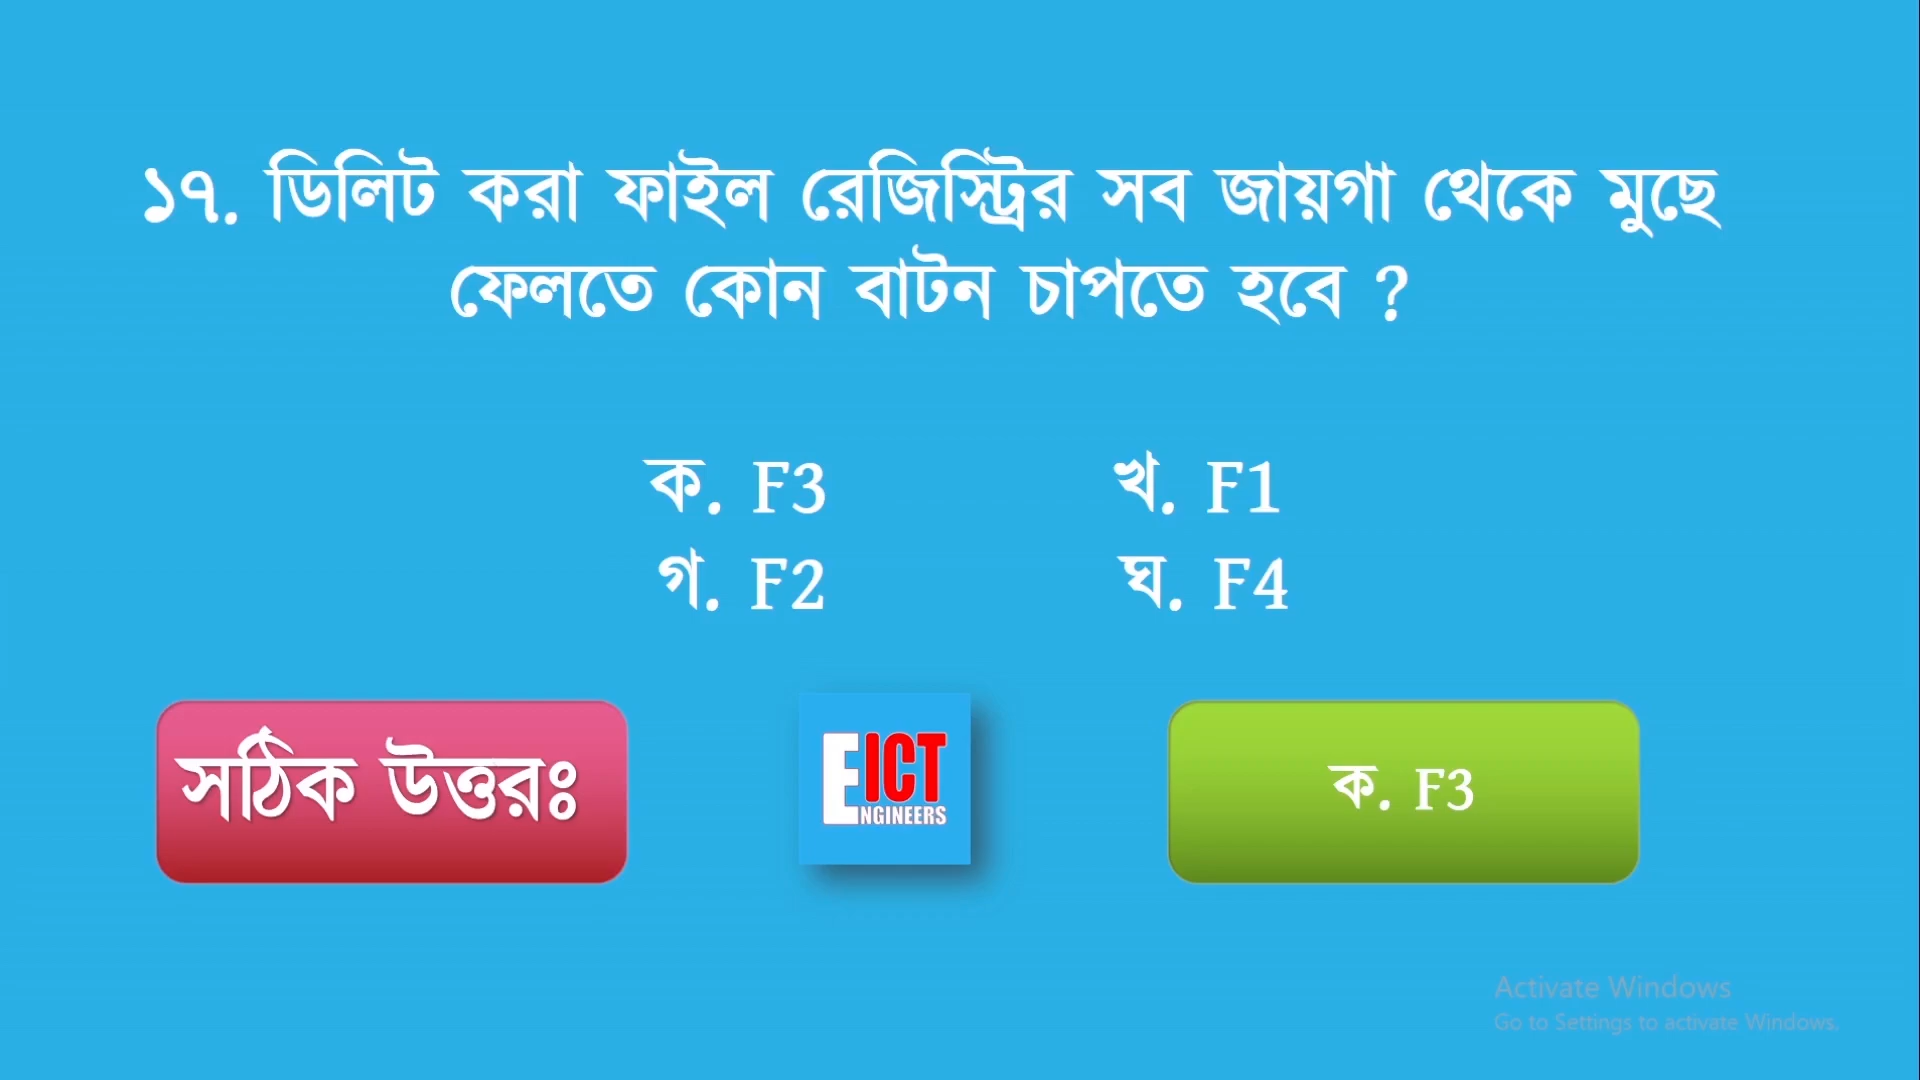 ১৭. ডিলিট করা ফাইল রেজিস্ট্রির সব জায়গা থেকে মুছে
ফেলতে কোন বাটন চাপতে হবে ?
ক. F3 খ. F1
গ. F2 ঘ. F4
সঠিক উত্তরঃ
EICT
ENGINEERS
ক. F3
Activate Windows
Go to Settings to activate Windows.